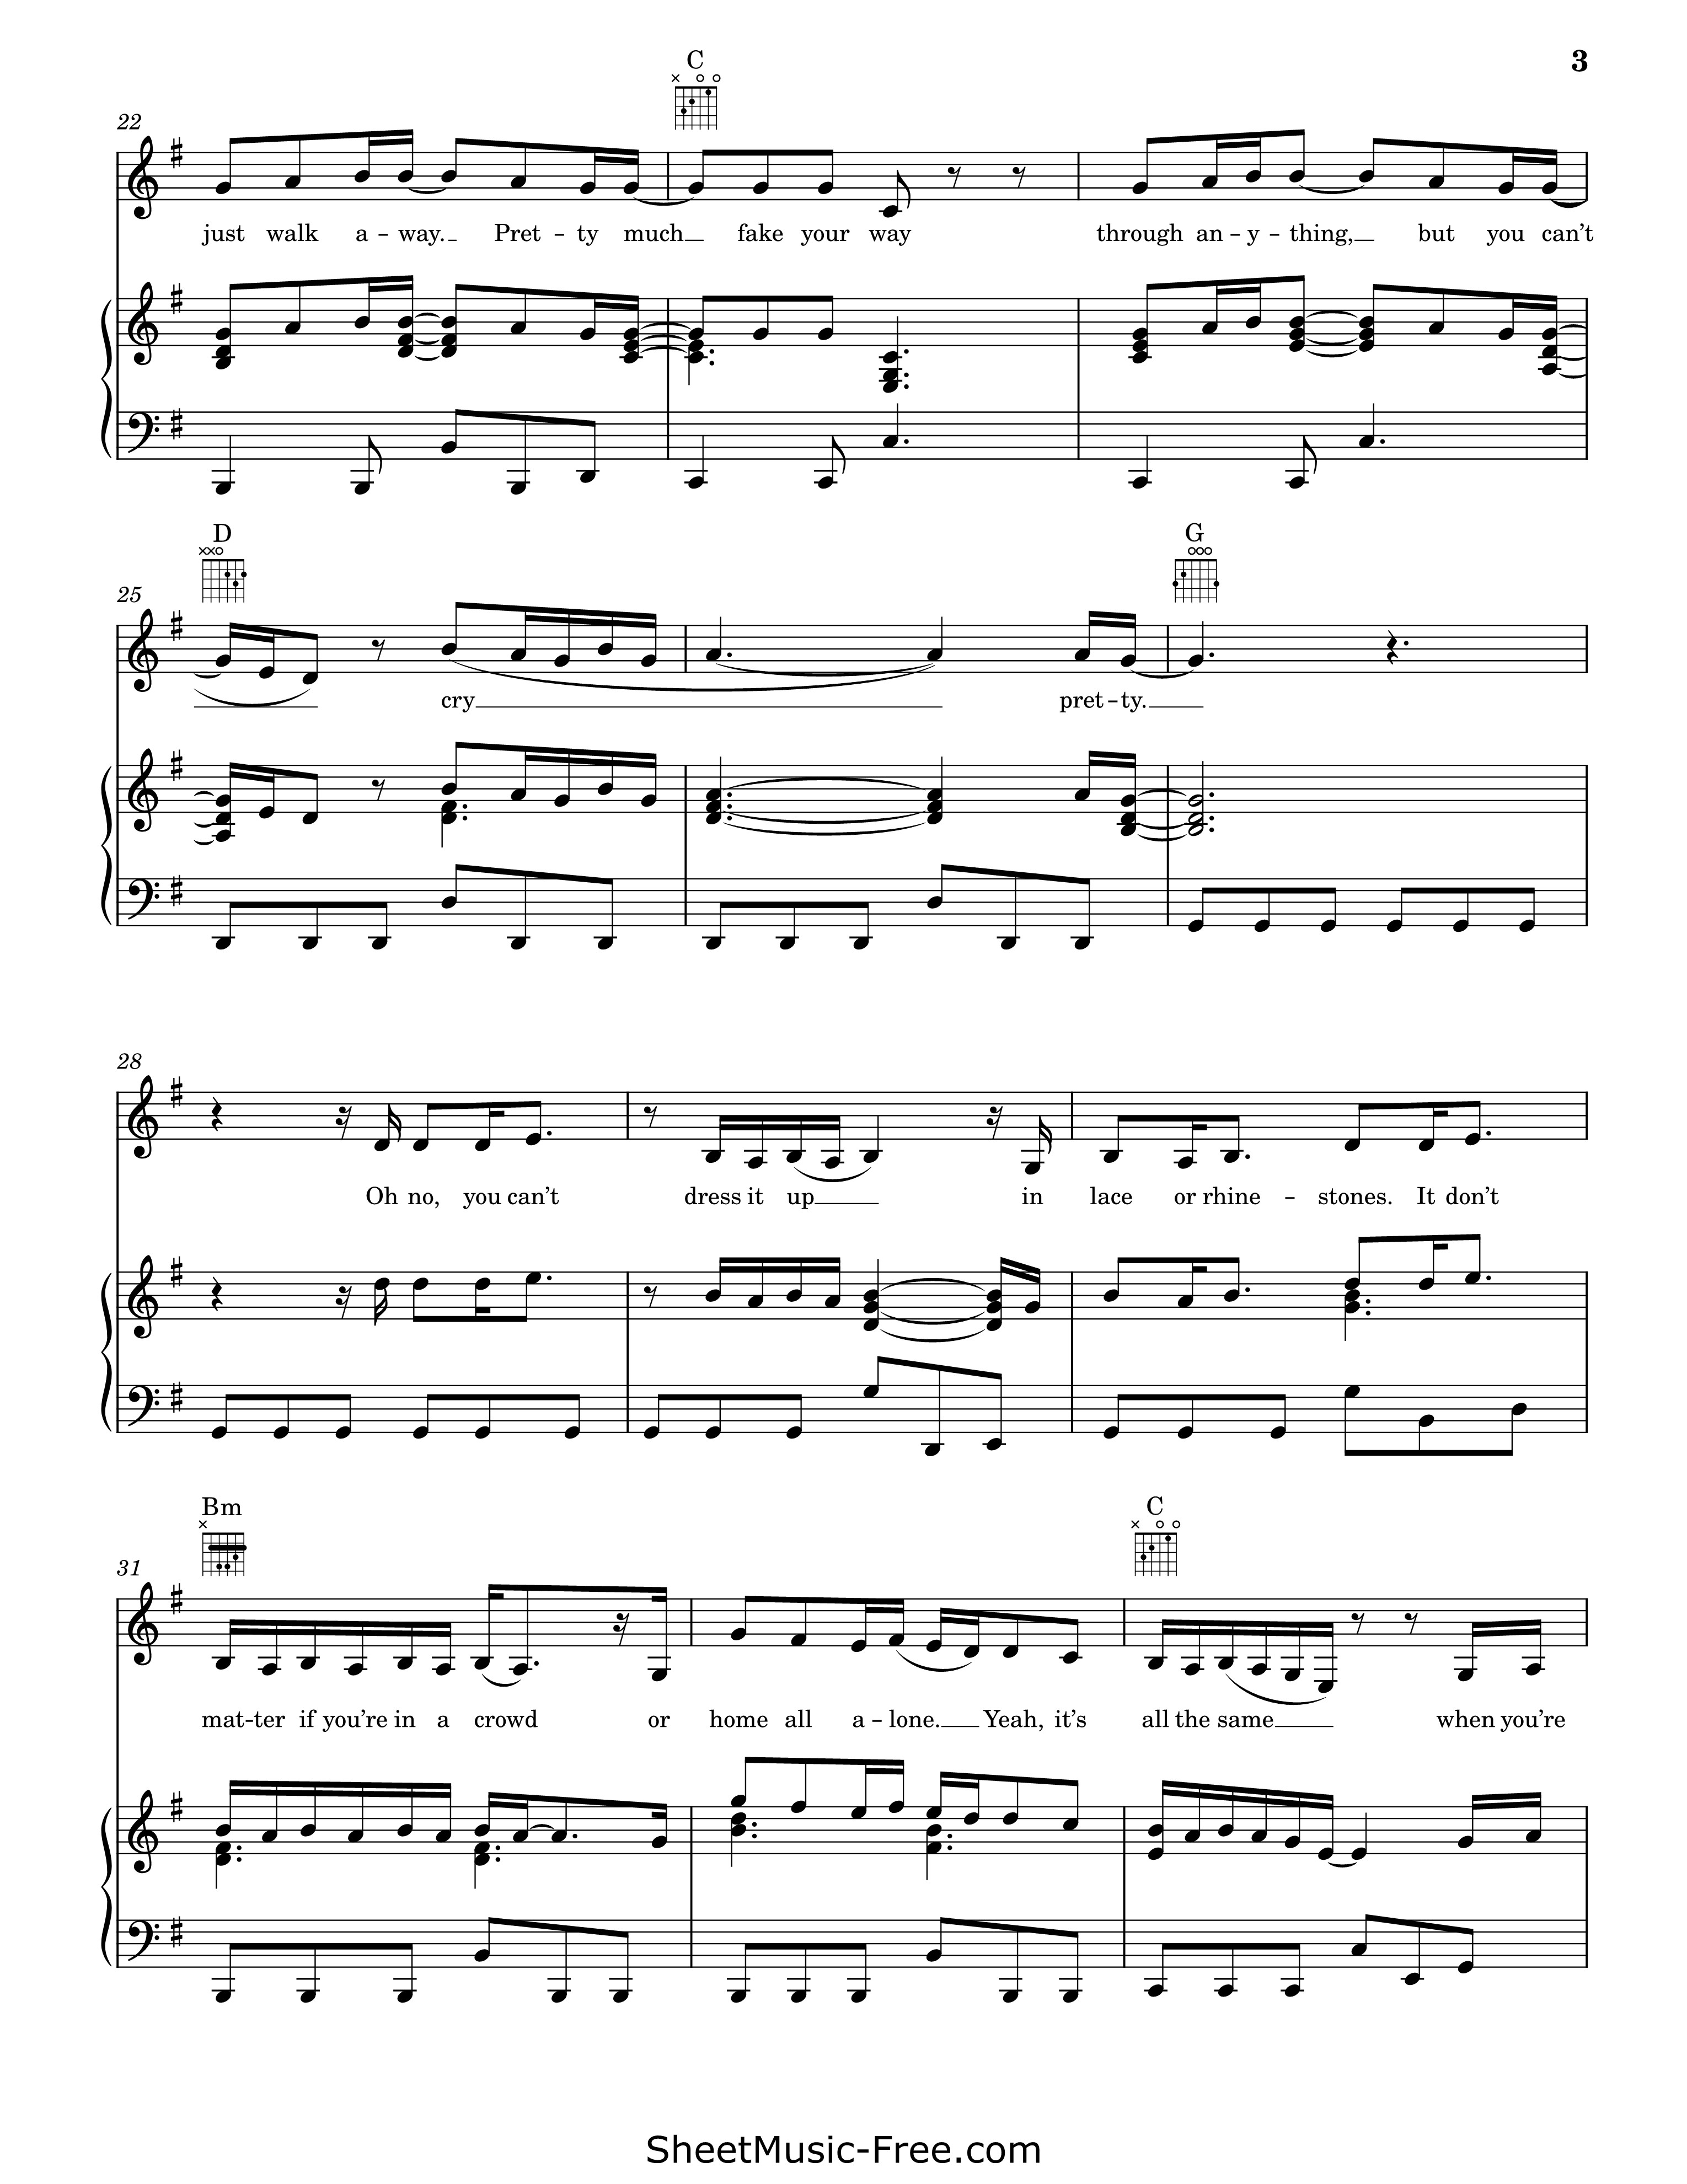 3
C
22
just walk a - way. Pret - ty much fake your way through an - y - thing, but you can't
D G
25
cry pret - ty.
28
Oh no, you can't dress it up in lace or rhine - stones. It don't
Bm C
31
mat - ter if you're in a crowd or home all a - lone. Yeah, it's all the same when you're
SheetMusic-Free.com